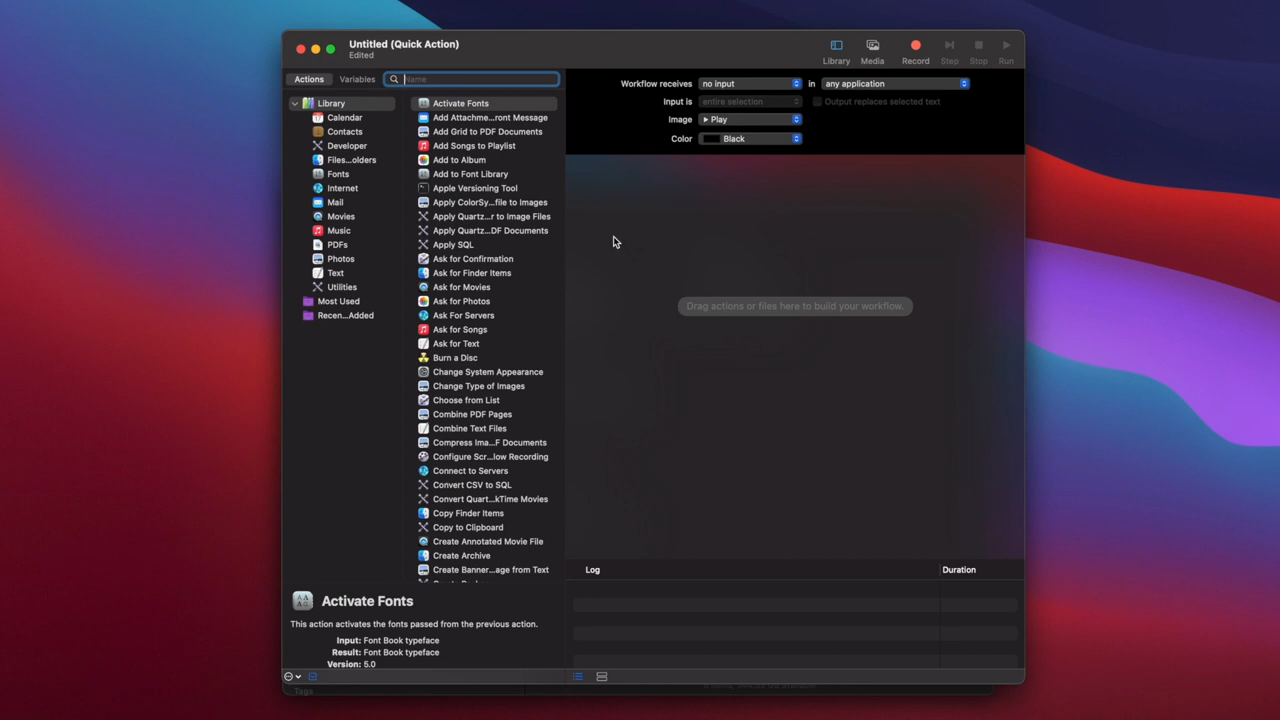 Untitled (Quick Action)
Edited
Library
Media
Record
Step
Stop
Run
Actions
Variables
Name
Workflow receives no input in any application
Input is entire selection Output replaces selected text
Image Play
Color Black
Library
Calendar
Contacts
Developer
Files...olders
Fonts
Internet
Mail
Movies
Music
PDFs
Photos
Text
Utilities
Most Used
Recen...Added
Activate Fonts
Add Attachme...ront Message
Add Grid to PDF Documents
Add Songs to Playlist
Add to Album
Add to Font Library
Apple Versioning Tool
Apply ColorSy...file to Images
Apply Quartz...r to Image Files
Apply Quartz...DF Documents
Apply SQL
Ask for Confirmation
Ask for Finder Items
Ask for Movies
Ask for Photos
Ask For Servers
Ask for Songs
Ask for Text
Burn a Disc
Change System Appearance
Change Type of Images
Choose from List
Combine PDF Pages
Combine Text Files
Compress Ima...F Documents
Configure Scr...low Recording
Connect to Servers
Convert CSV to SQL
Convert Quart...kTime Movies
Copy Finder Items
Copy to Clipboard
Create Annotated Movie File
Create Archive
Create Banner...age from Text
Drag actions or files here to build your workflow.
Log
Duration
Activate Fonts
This action activates the fonts passed from the previous action.
Input: Font Book typeface
Result: Font Book typeface
Version: 5.0
Tags